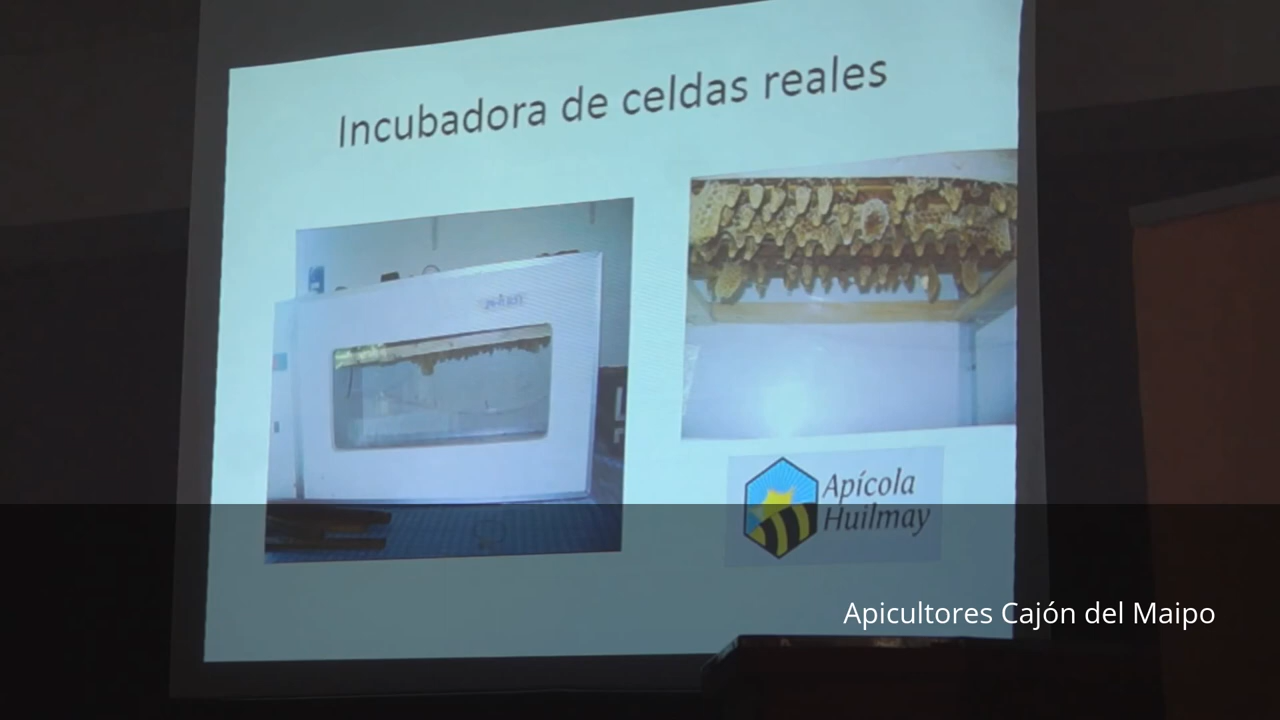 Incubadora de celdas reales
Apícola
Huilmay
Apicultores Cajón del Maipo